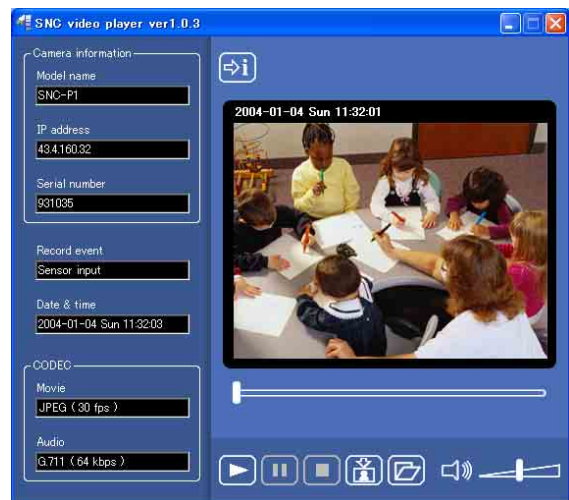 SNC video player ver1.0.3
Camera information
Model name
SNC-P1
IP address
43.4.160.32
Serial number
931035
Record event
Sensor input
Date & time
2004-01-04 Sun 11:32:03
CODEC
Movie
JPEG ( 30 fps )
Audio
G.711 ( 64 kbps )
i
2004-01-04 Sun 11:32:01